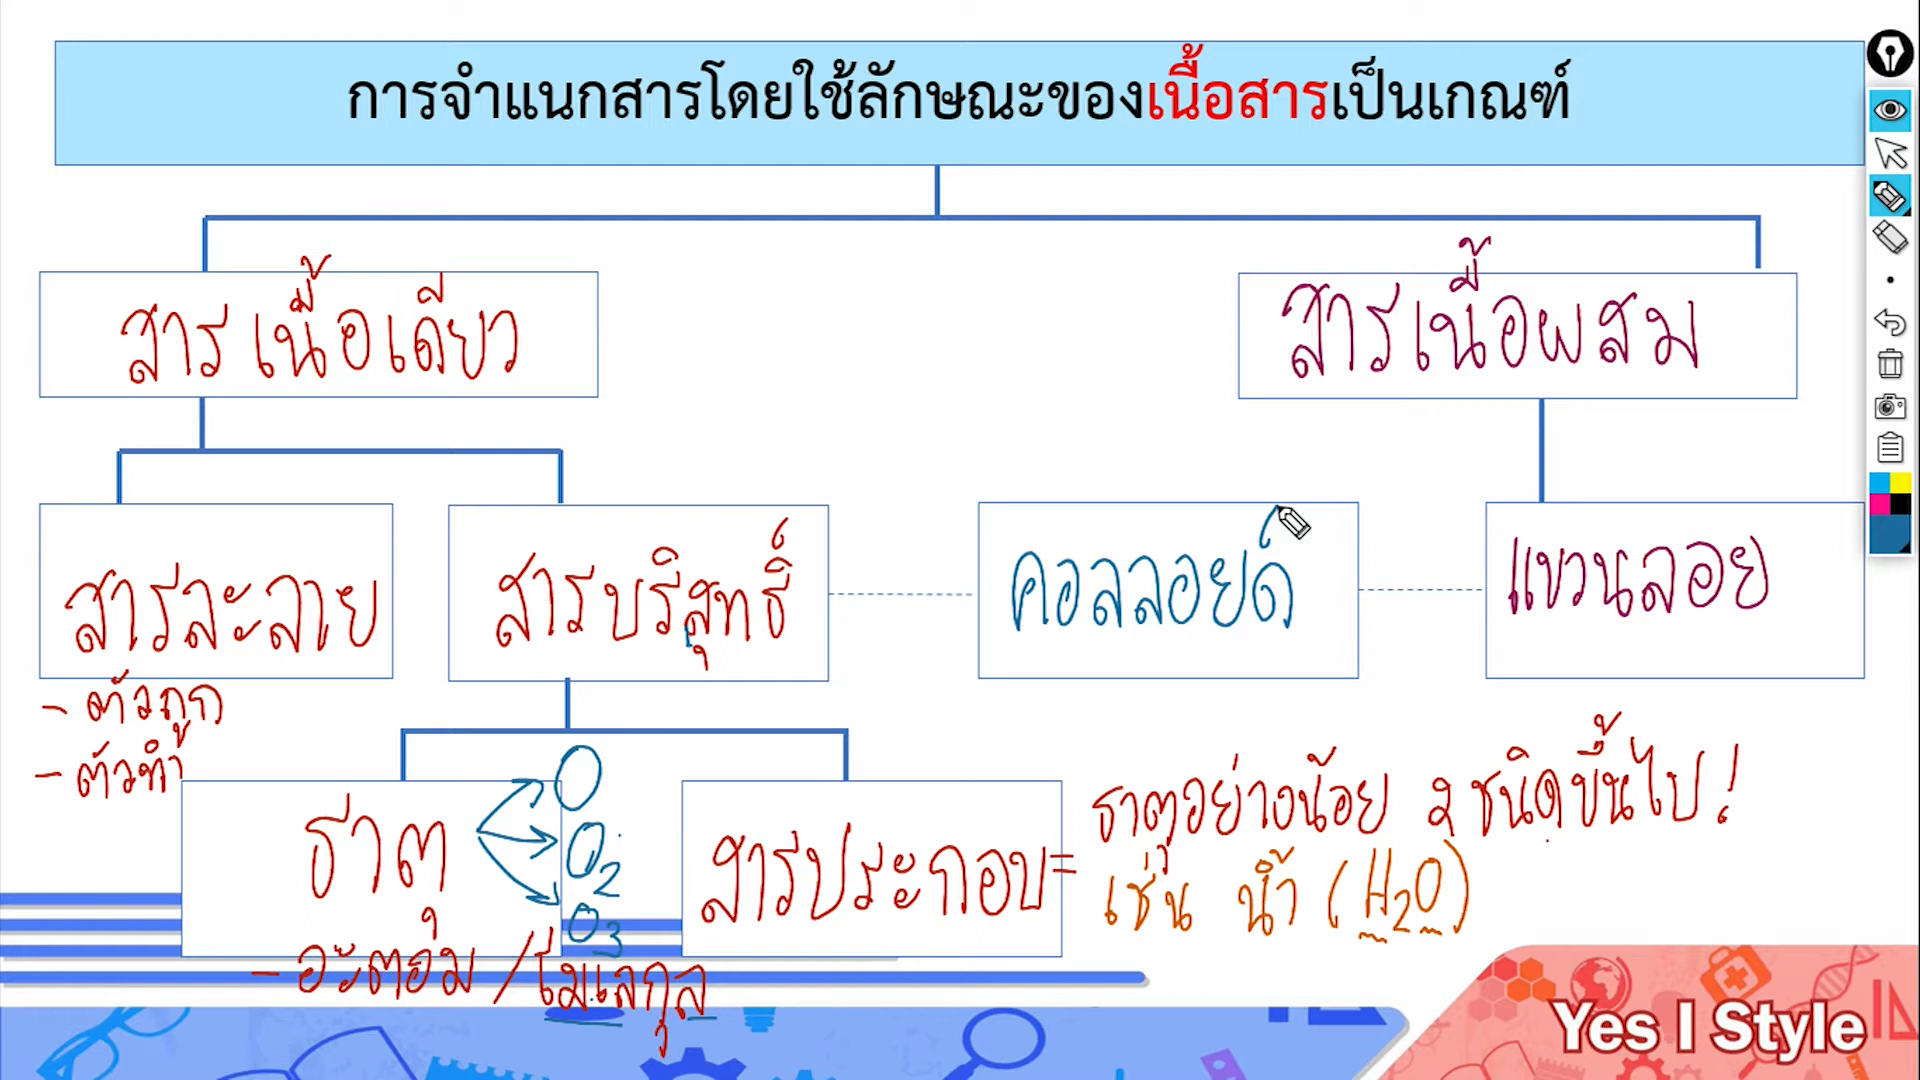 การจำแนกสารโดยใช้ลักษณะของเนื้อสารเป็นเกณฑ์
สารเนื้อเดียว
สารเนื้อผสม
สารละลาย
สารบริสุทธิ์
คอลลอยด์
แขวนลอย
- ตัวถูก
- ตัวทำ
ธาตุ
O
O2
O3
สารประกอบ = ธาตุอย่างน้อย 2 ชนิดขึ้นไป!
เช่น น้ำ (H2O)
- อะตอม / โมเลกุล
Yes I Style